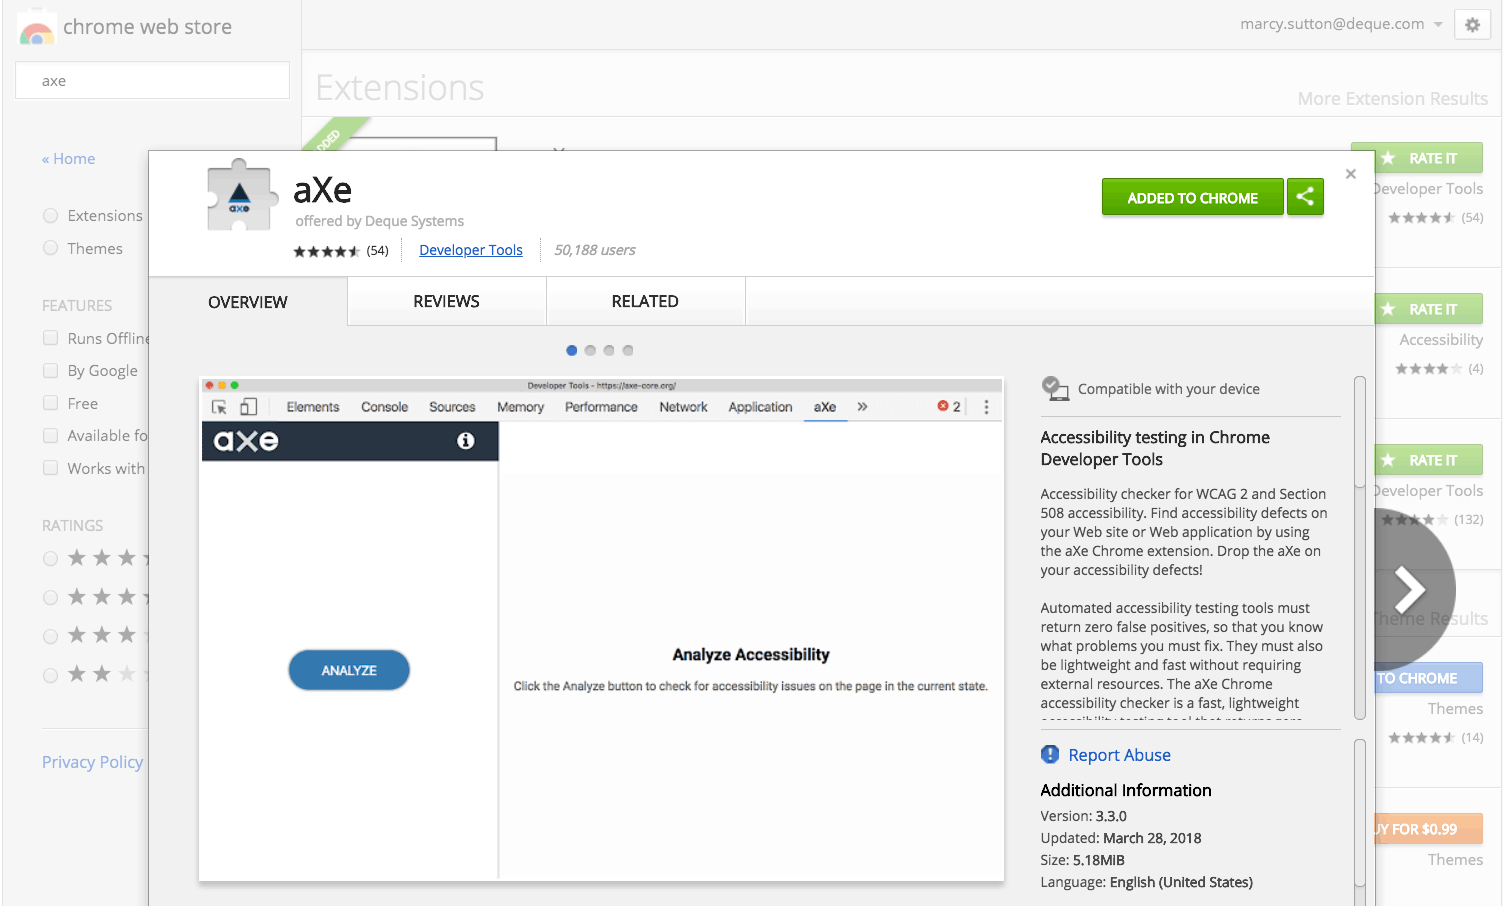 chrome web store
marcy.sutton@deque.com
axe
Extensions
More Extension Results
« Home
Extensions
Themes
FEATURES
Runs Offline
By Google
Free
Available fo
Works with
RATINGS
Privacy Policy
aXe
offered by Deque Systems
(54)
Developer Tools
50,188 users
ADDED TO CHROME
OVERVIEW
REVIEWS
RELATED
Developer Tools - https://axe-core.org/
Elements Console Sources Memory Performance Network Application aXe » 2
aXe
ANALYZE
Analyze Accessibility
Click the Analyze button to check for accessibility issues on the page in the current state.
Compatible with your device
Accessibility testing in Chrome
Developer Tools
Accessibility checker for WCAG 2 and Section
508 accessibility. Find accessibility defects on
your Web site or Web application by using
the aXe Chrome extension. Drop the aXe on
your accessibility defects!
Automated accessibility testing tools must
return zero false positives, so that you know
what problems you must fix. They must also
be lightweight and fast without requiring
external resources. The aXe Chrome
accessibility checker is a fast, lightweight
accessibility testing tool that returns zero
Report Abuse
Additional Information
Version: 3.3.0
Updated: March 28, 2018
Size: 5.18MiB
Language: English (United States)
RATE IT
Developer Tools
(54)
RATE IT
Accessibility
(4)
RATE IT
Developer Tools
(132)
Theme Results
TO CHROME
Themes
(14)
UY FOR $0.99
Themes